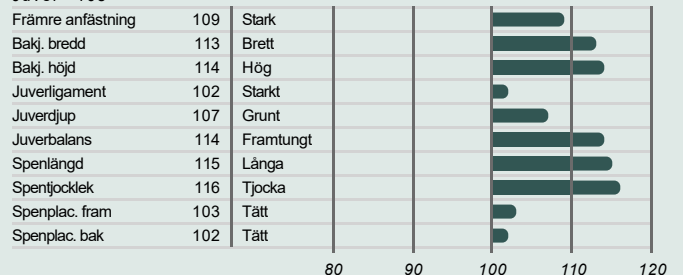 Främre anfästning 109 Stark
Bakj. bredd 113 Brett
Bakj. höjd 114 Hög
Juverligament 102 Starkt
Juverdjup 107 Grunt
Juverbalans 114 Framtungt
Spenlängd 115 Långa
Spentjocklek 116 Tjocka
Spenplac. fram 103 Tätt
Spenplac. bak 102 Tätt
80 90 100 110 120